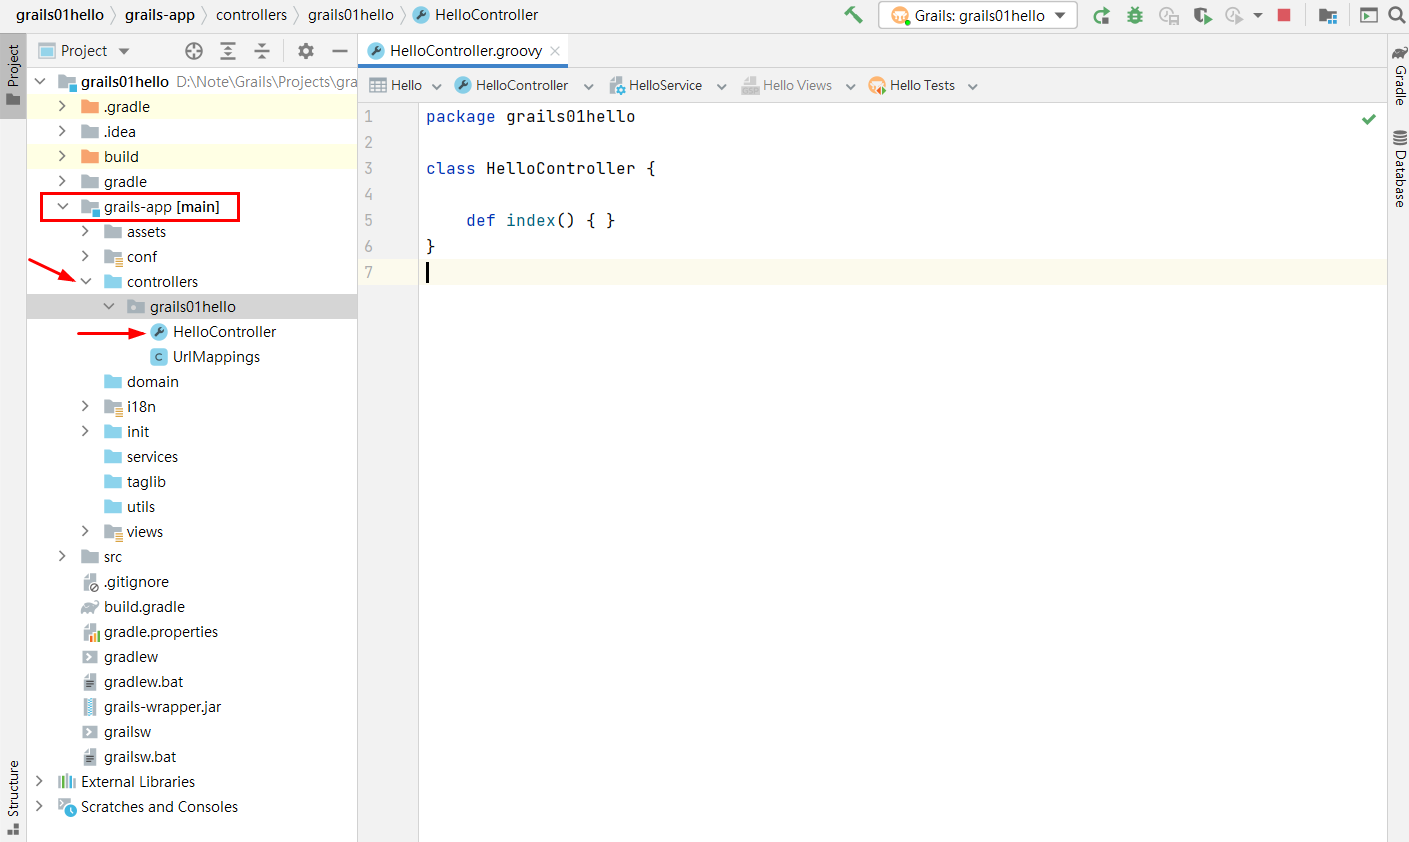 grails01hello grails-app controllers grails01hello HelloController
Grails: grails01hello
Project
Project
HelloController.groovy
grails01hello D:\Note\Grails\Projects\gra
.gradle
.idea
build
gradle
grails-app [main]
assets
conf
controllers
grails01hello
HelloController
C UrlMappings
domain
i18n
init
services
taglib
utils
views
src
.gitignore
build.gradle
gradle.properties
gradlew
gradlew.bat
grails-wrapper.jar
grailsw
grailsw.bat
External Libraries
Scratches and Consoles
Structure
Hello HelloController HelloService Hello Views Hello Tests
1 package grails01hello
2
3 class HelloController {
4
5 def index() { }
6 }
7
Gradle
Database